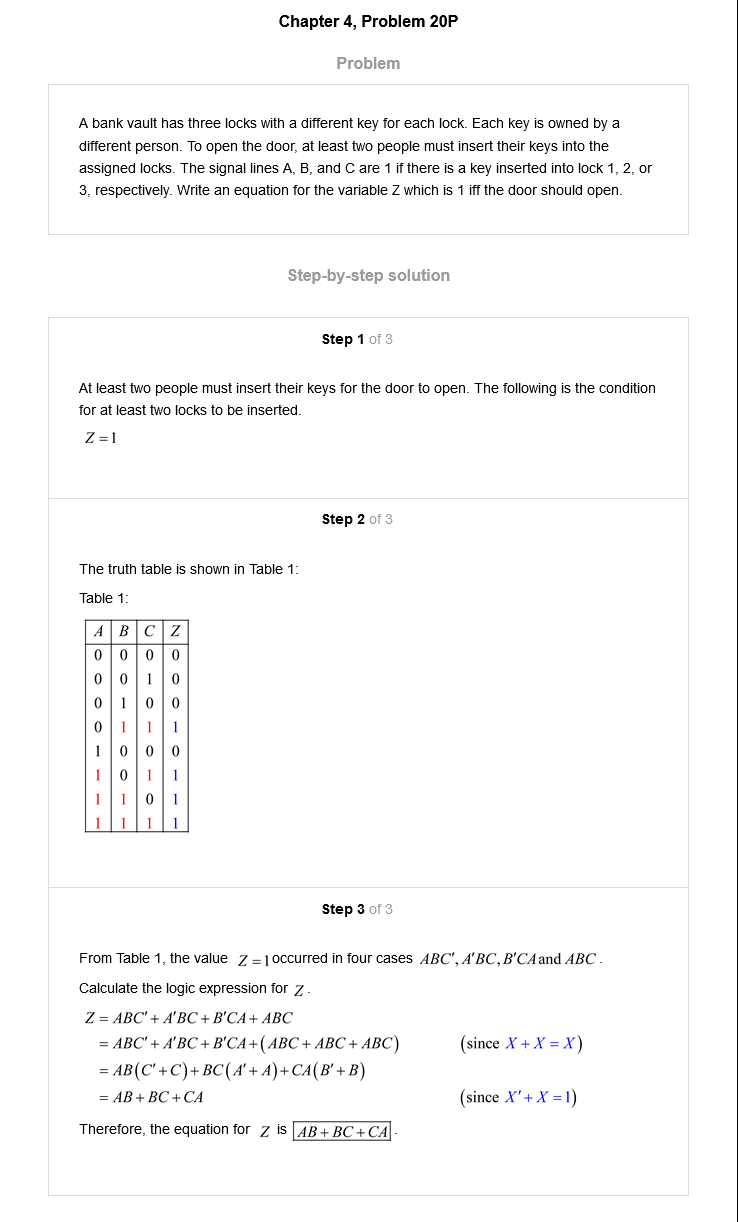 Chapter 4, Problem 20P
Problem
A bank vault has three locks with a different key for each lock. Each key is owned by a
different person. To open the door, at least two people must insert their keys into the
assigned locks. The signal lines A, B, and C are 1 if there is a key inserted into lock 1, 2, or
3, respectively. Write an equation for the variable Z which is 1 iff the door should open.
Step-by-step solution
Step 1 of 3
At least two people must insert their keys for the door to open. The following is the condition
for at least two locks to be inserted.
Z = 1
Step 2 of 3
The truth table is shown in Table 1:
Table 1:
A B C Z
0 0 0 0
0 0 1 0
0 1 0 0
0 1 1 1
1 0 0 0
1 0 1 1
1 1 0 1
1 1 1 1
Step 3 of 3
From Table 1, the value Z = 1 occurred in four cases ABC′, A′BC, B′CA and ABC.
Calculate the logic expression for Z.
Z = ABC′ + A′BC + B′CA + ABC
= ABC′ + A′BC + B′CA + (ABC + ABC + ABC) (since X + X = X)
= AB(C′ + C) + BC(A′ + A) + CA(B′ + B)
= AB + BC + CA (since X′ + X = 1)
Therefore, the equation for Z is AB + BC + CA.